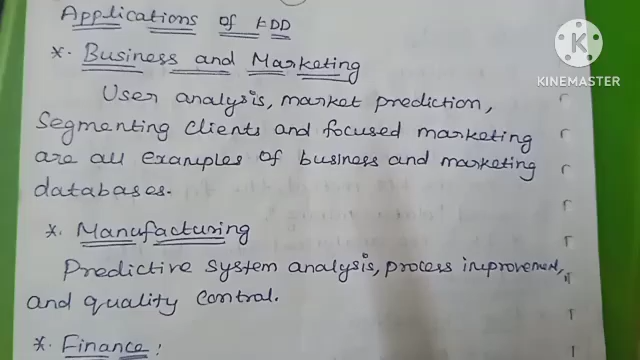 Applications of KDD
*. Business and Marketing
User analysis, market prediction,
Segmenting clients and focused marketing
are all examples of business and marketing
databases.
*. Manufacturing
Predictive system analysis, process improvement,
and quality control.
*. Finance:
KINEMASTER